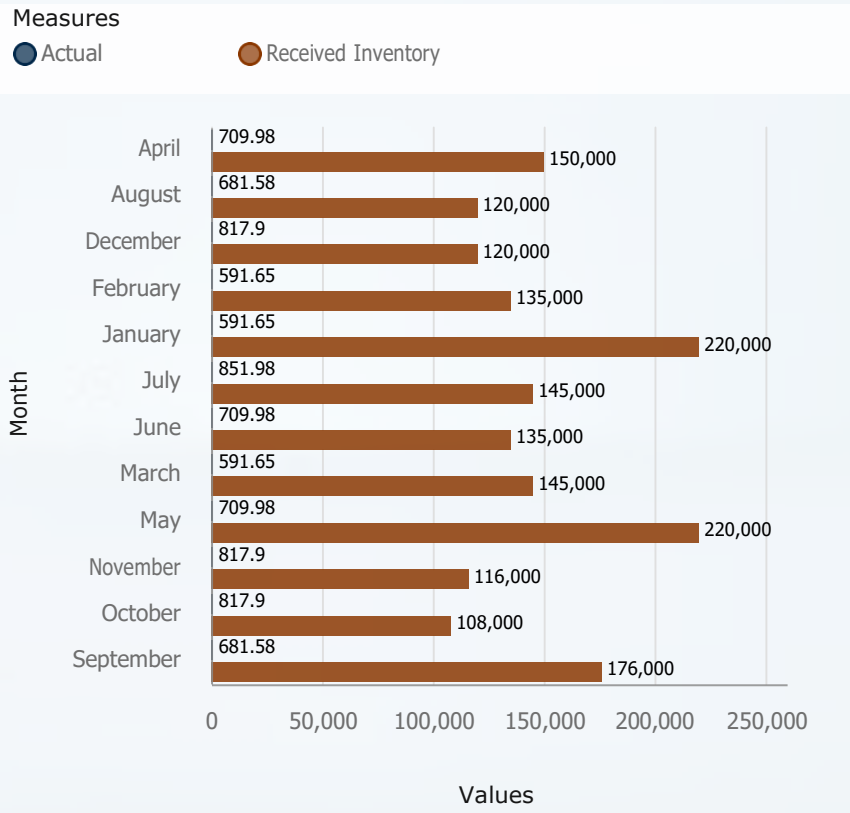 Measures
Actual Received Inventory
709.98
April 150,000
681.58
August 120,000
817.9
December 120,000
591.65
February 135,000
591.65
January 220,000
851.98
July 145,000
709.98
June 135,000
591.65
March 145,000
709.98
May 220,000
817.9
November 116,000
817.9
October 108,000
681.58
September 176,000
Month
0 50,000 100,000 150,000 200,000 250,000
Values